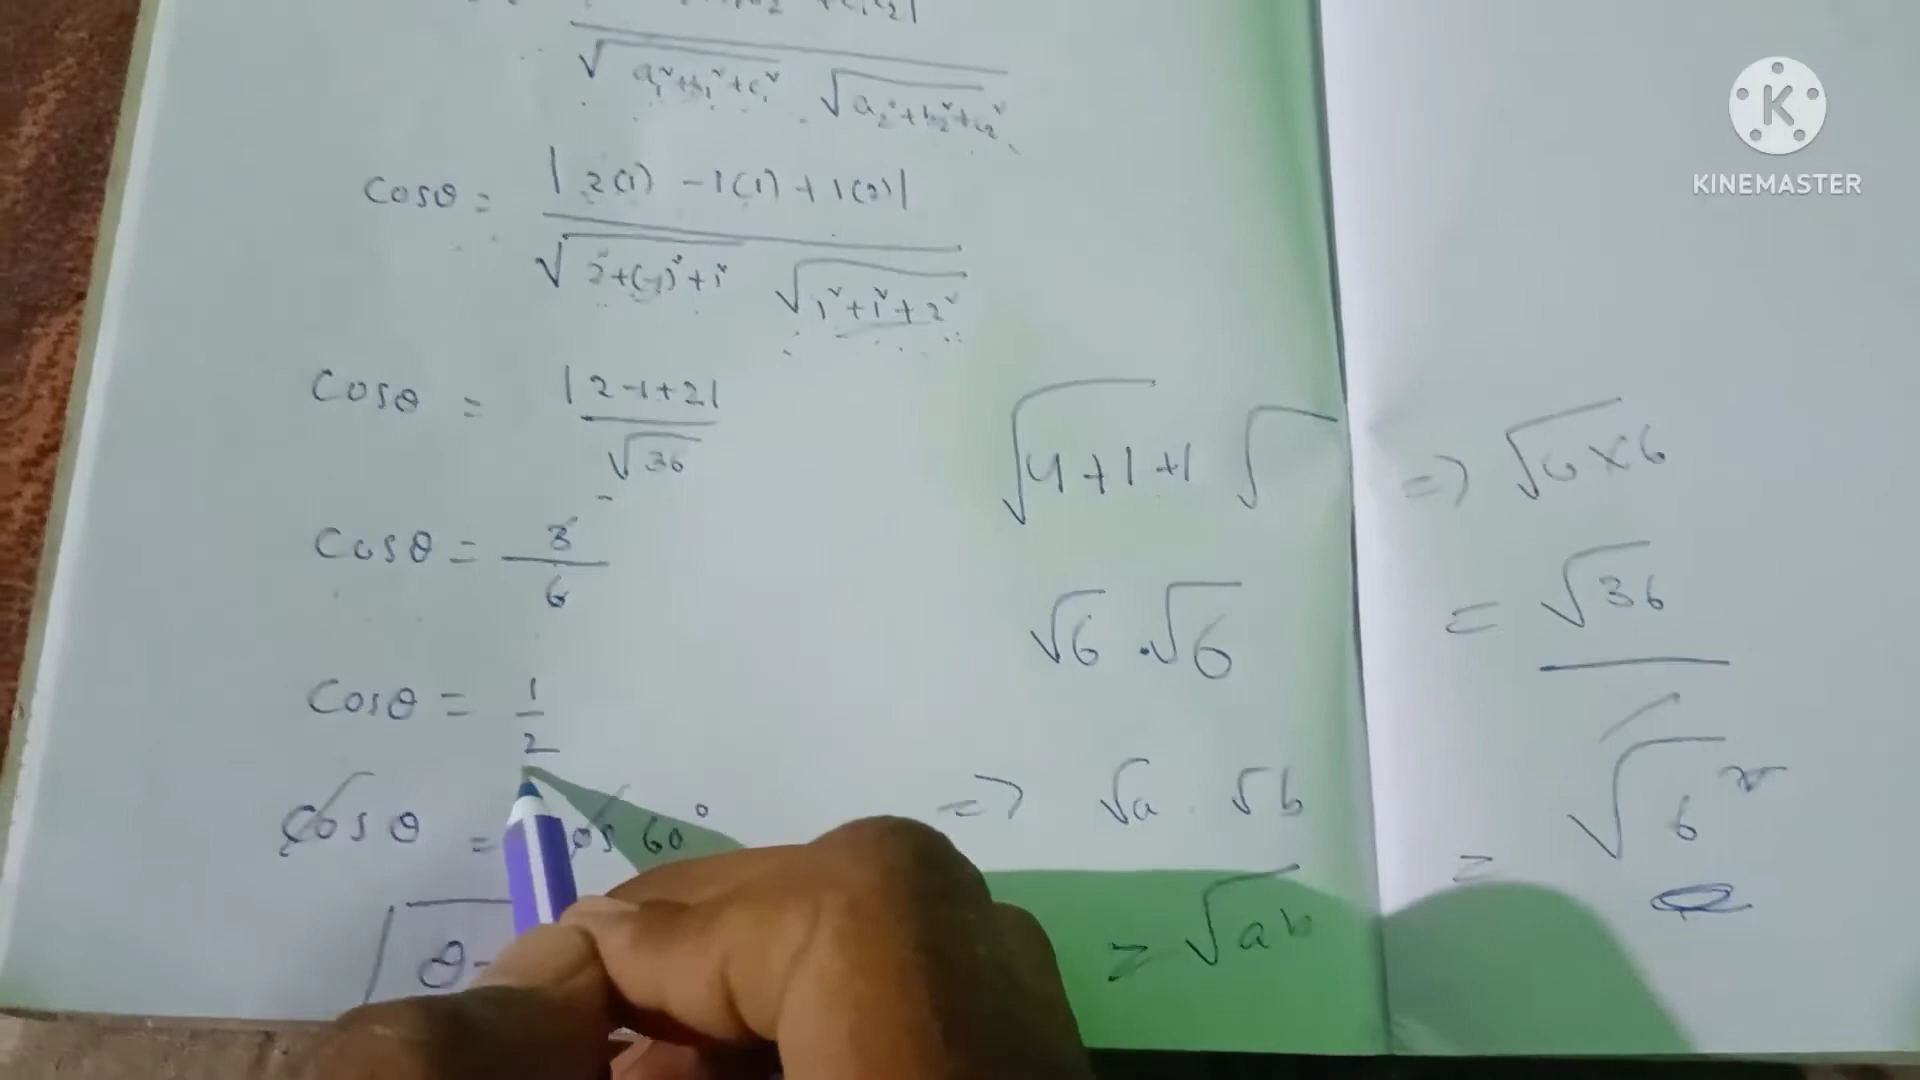 √a₁²+b₁²+c₁² √a₂²+b₂²+c₂²
cosθ = |2(1) -1(1) + 1(2)|
√2²+(-1)²+1² √1²+1²+2²
cosθ = |2-1+2|
√36
cosθ = 3
6
cosθ = 1
2
cosθ = cos 60°
θ
√4+1+1 √ => √6×6
√6 . √6 = √36
=> √a . √b
= √6²
= √ab
K
KINEMASTER